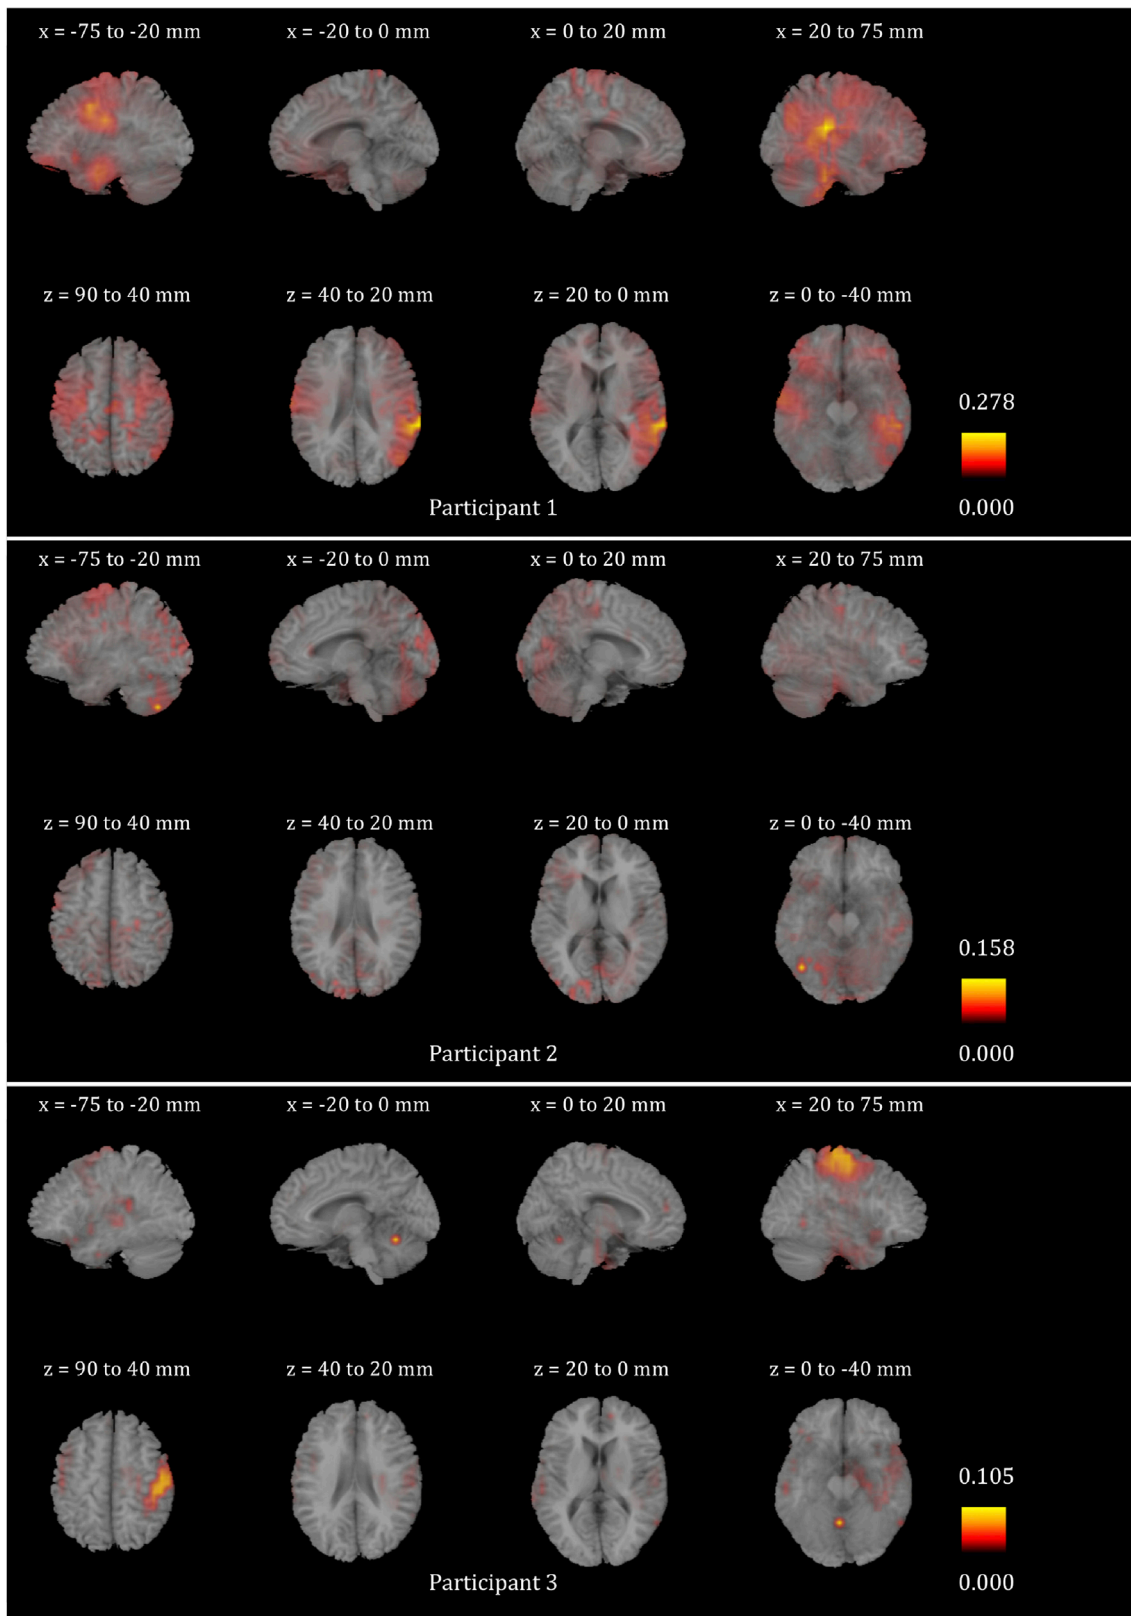 x = -75 to -20 mm
x = -20 to 0 mm
x = 0 to 20 mm
x = 20 to 75 mm
z = 90 to 40 mm
z = 40 to 20 mm
z = 20 to 0 mm
z = 0 to -40 mm
0.278
0.000
Participant 1
x = -75 to -20 mm
x = -20 to 0 mm
x = 0 to 20 mm
x = 20 to 75 mm
z = 90 to 40 mm
z = 40 to 20 mm
z = 20 to 0 mm
z = 0 to -40 mm
0.158
0.000
Participant 2
x = -75 to -20 mm
x = -20 to 0 mm
x = 0 to 20 mm
x = 20 to 75 mm
z = 90 to 40 mm
z = 40 to 20 mm
z = 20 to 0 mm
z = 0 to -40 mm
0.105
0.000
Participant 3